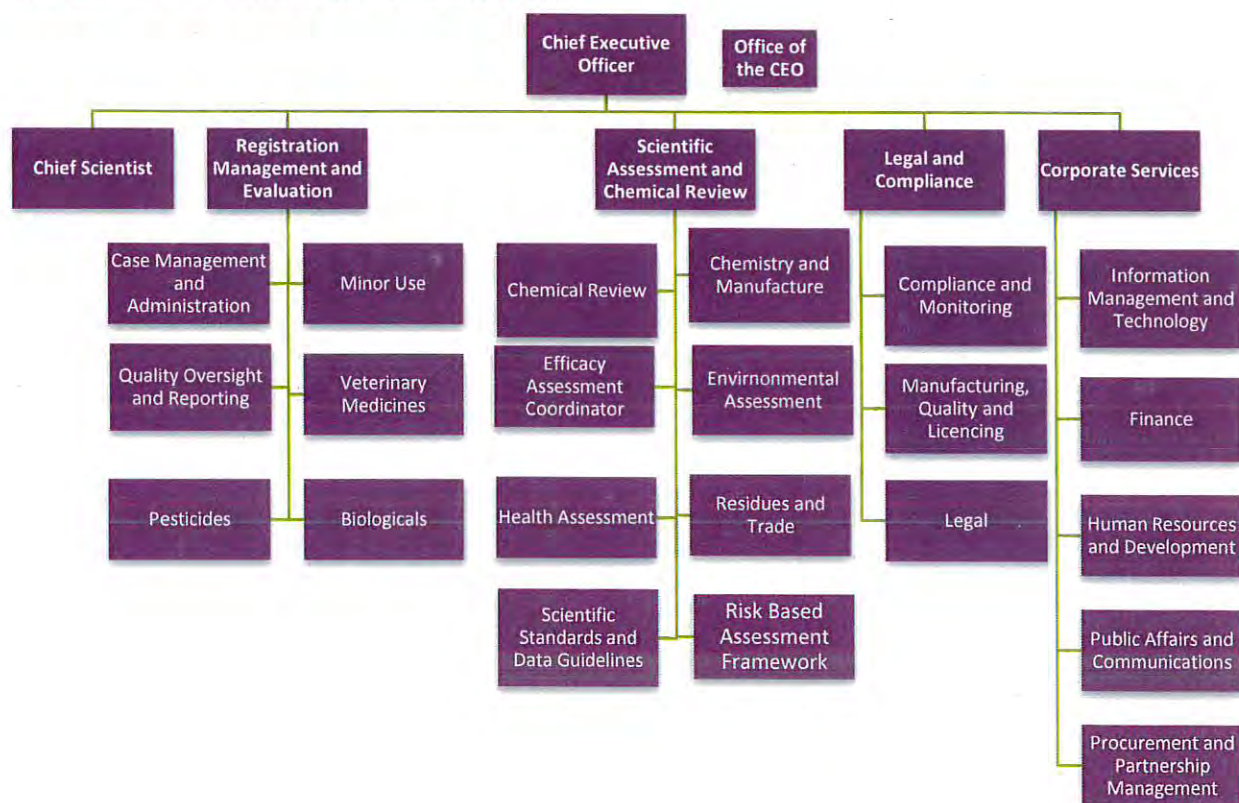 Chief Executive
Officer
Office of
the CEO
Chief Scientist
Registration
Management and
Evaluation
Scientific
Assessment and
Chemical Review
Legal and
Compliance
Corporate Services
Case Management
and
Administration
Minor Use
Chemical Review
Chemistry and
Manufacture
Compliance and
Monitoring
Information
Management and
Technology
Quality Oversight
and Reporting
Veterinary
Medicines
Efficacy
Assessment
Coordinator
Envirnonmental
Assessment
Manufacturing,
Quality and
Licencing
Finance
Pesticides
Biologicals
Health Assessment
Residues and
Trade
Legal
Human Resources
and Development
Scientific
Standards and
Data Guidelines
Risk Based
Assessment
Framework
Public Affairs and
Communications
Procurement and
Partnership
Management